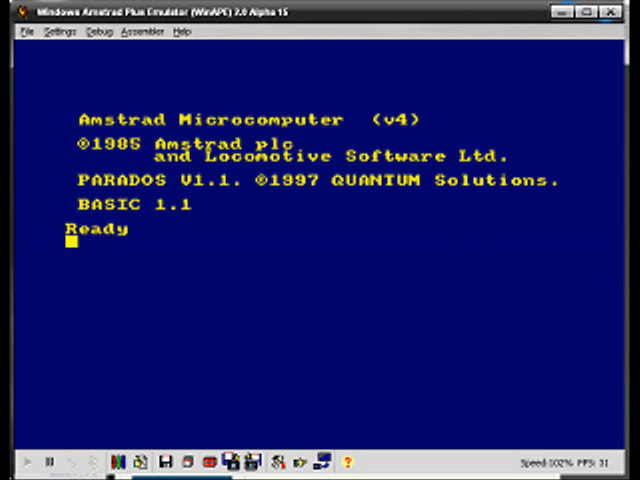 Windows Amstrad Plus Emulator (WinAPE) 2.0 Alpha 15
File Settings Debug Assembler Help
Amstrad Microcomputer (v4)
©1985 Amstrad plc
and Locomotive Software Ltd.
PARADOS V1.1. ©1997 QUANTUM Solutions.
BASIC 1.1
Ready
Speed:102% FPS: 31